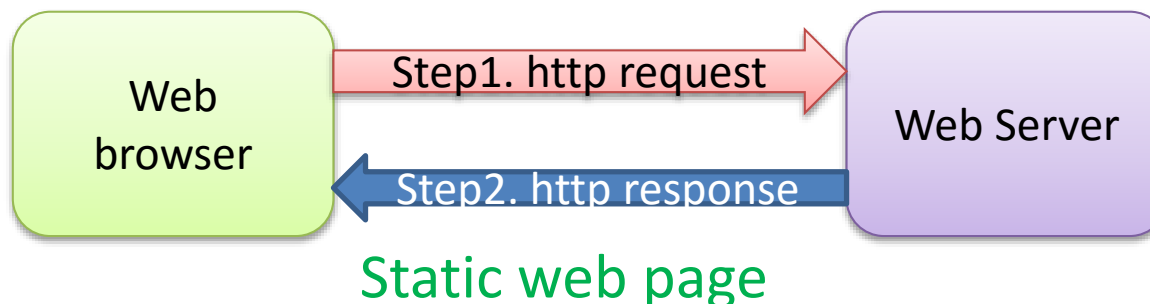 Web
browser
Step1. http request
Step2. http response
Web Server
Static web page